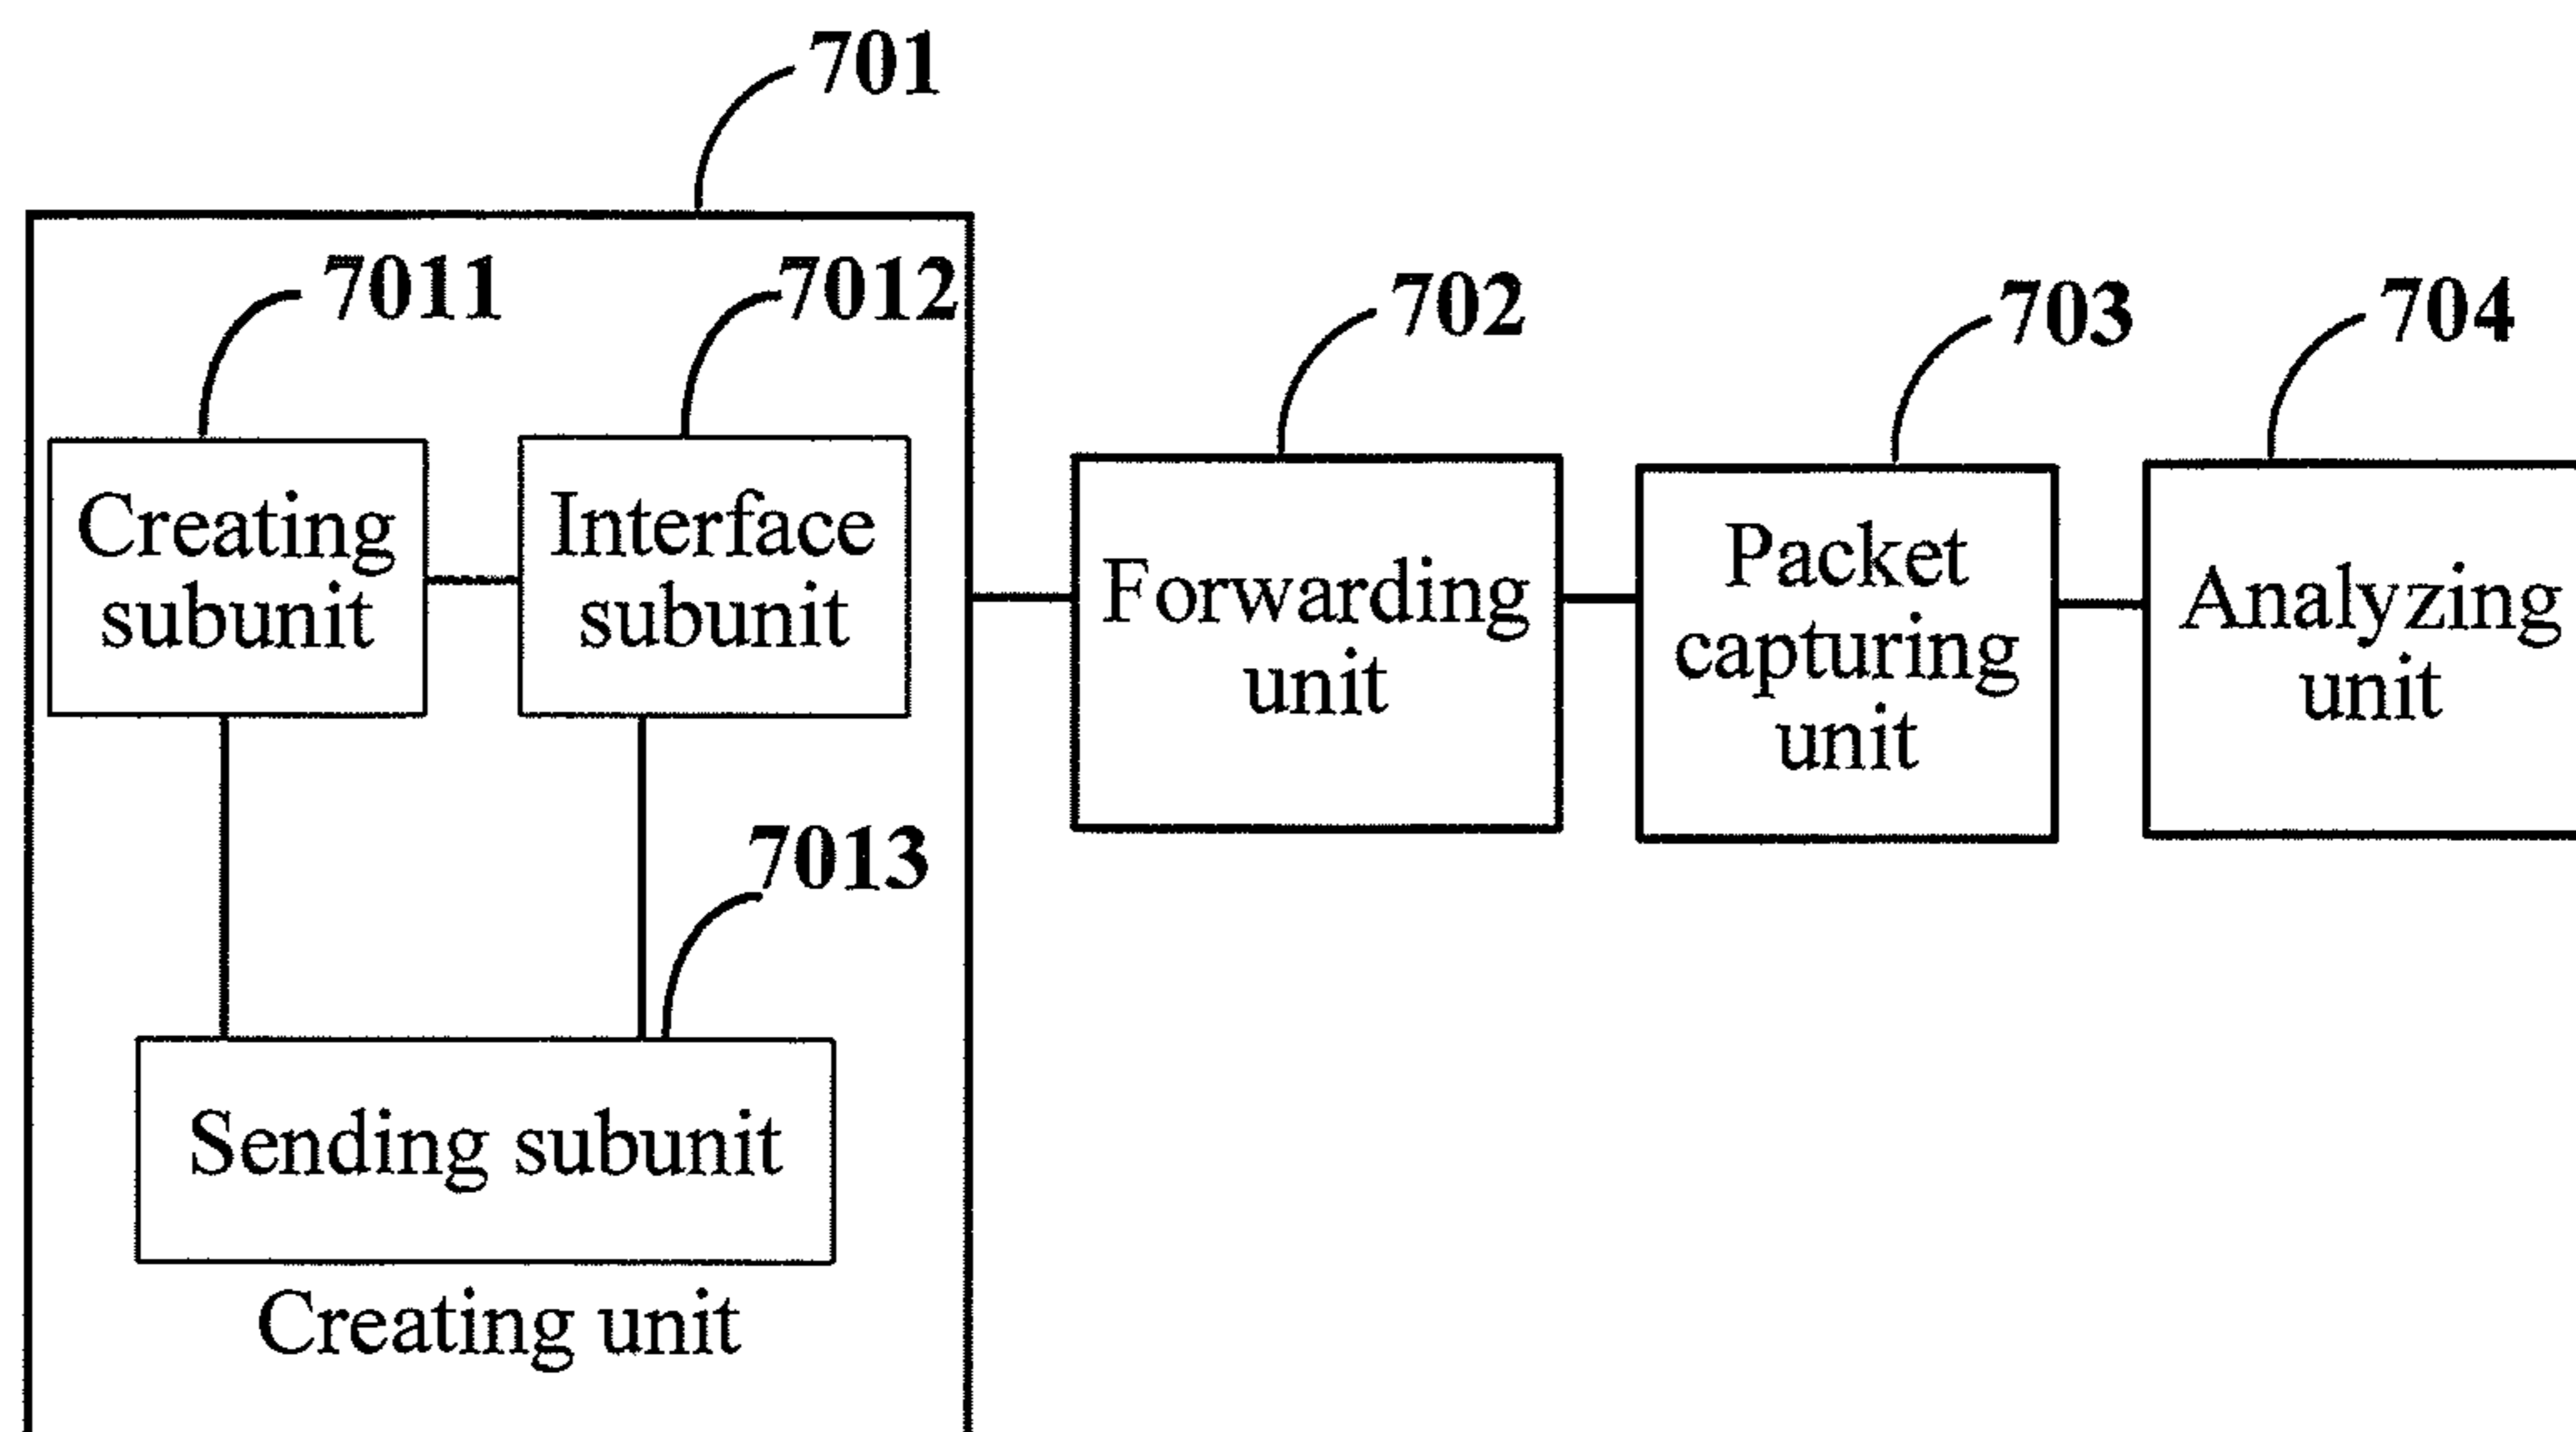 701
7011
7012
702
703
704
Creating
subunit
Interface
subunit
Forwarding
unit
Packet
capturing
unit
Analyzing
unit
7013
Sending subunit
Creating unit